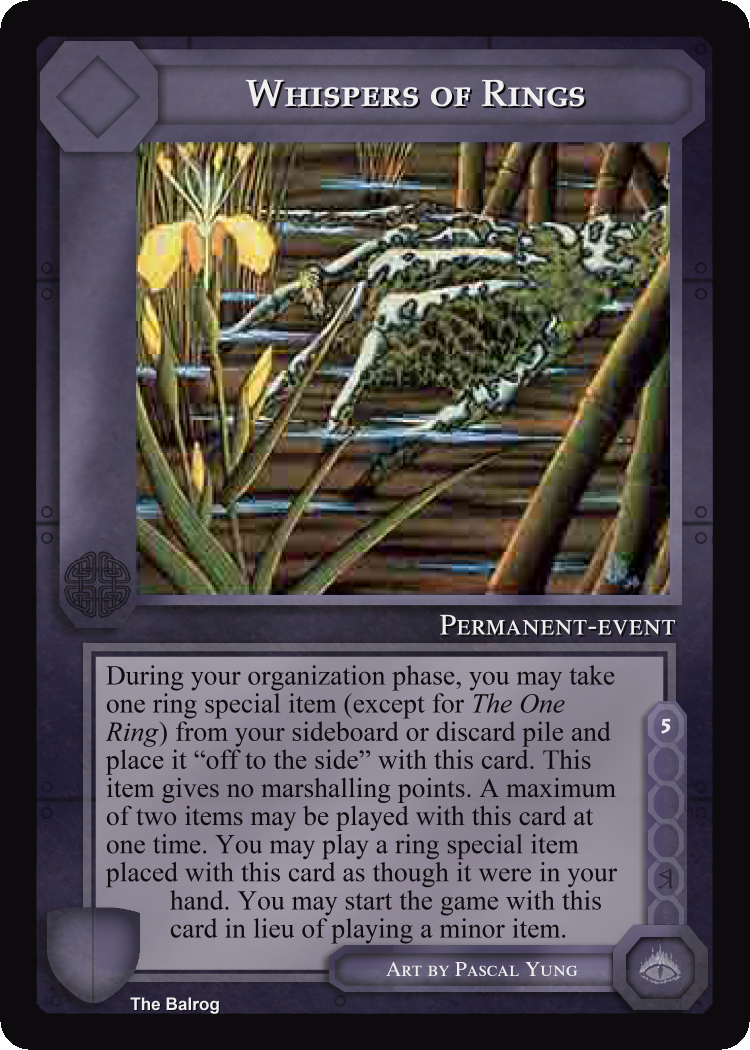 Whispers of Rings
Permanent-event
During your organization phase, you may take
one ring special item (except for The One
Ring) from your sideboard or discard pile and
place it “off to the side” with this card. This
item gives no marshalling points. A maximum
of two items may be played with this card at
one time. You may play a ring special item
placed with this card as though it were in your
hand. You may start the game with this
card in lieu of playing a minor item.
5
Art by Pascal Yung
The Balrog